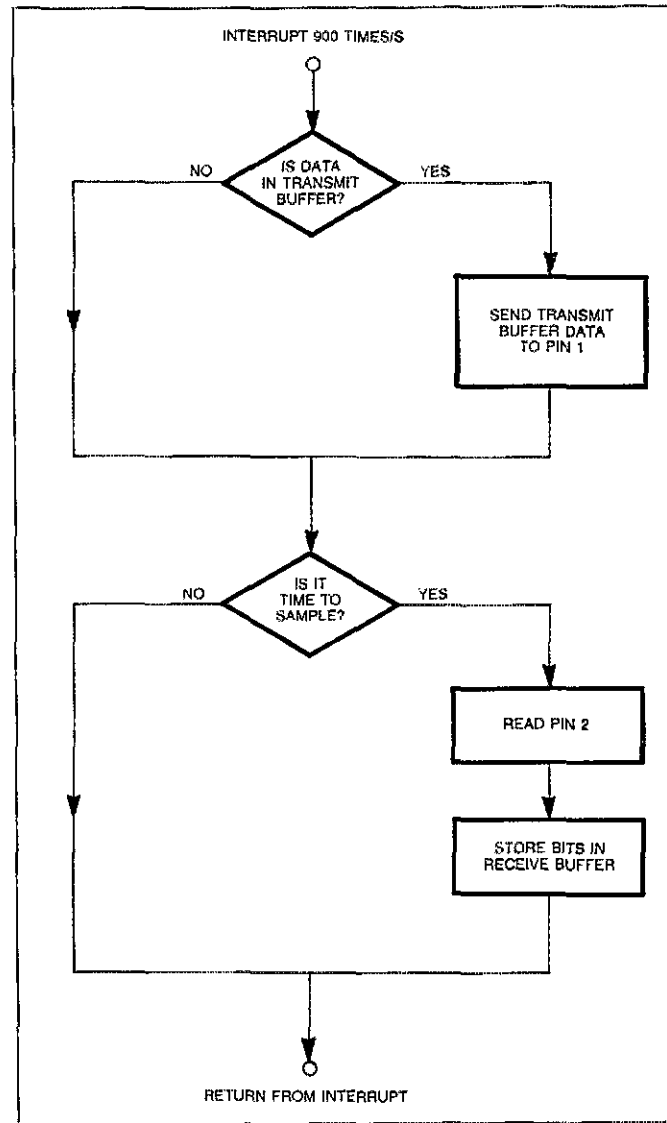 INTERRUPT 900 TIMES/S
IS DATA
IN TRANSMIT
BUFFER?
NO
YES
SEND TRANSMIT
BUFFER DATA
TO PIN 1
IS IT
TIME TO
SAMPLE?
NO
YES
READ PIN 2
STORE BITS IN
RECEIVE BUFFER
RETURN FROM INTERRUPT